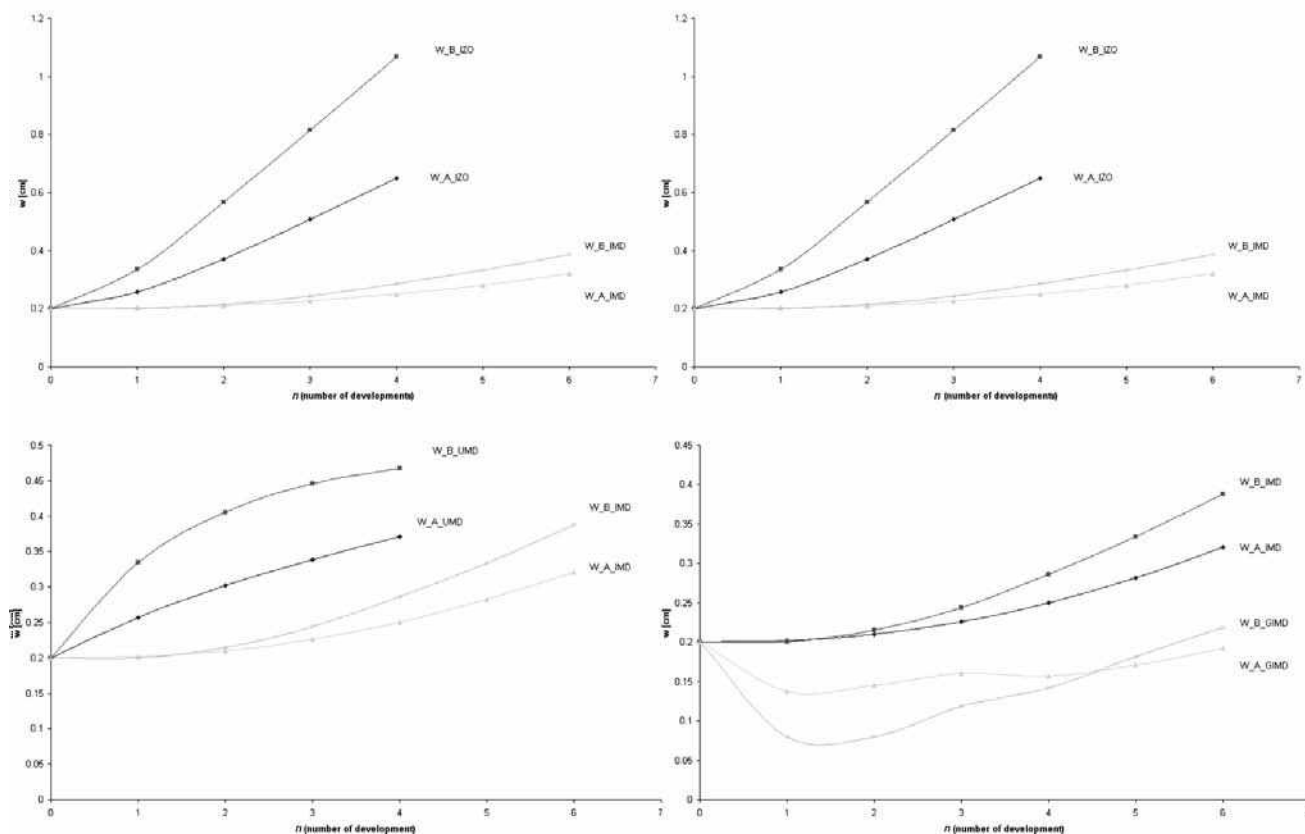 1.2
1
0.8
0.6
0.4
0.2
0
w [cm]
W_B_IZO
W_A_IZO
W_B_IMD
W_A_IMD
0 1 2 3 4 5 6 7
n (number of developments)
1.2
1
0.8
0.6
0.4
0.2
0
w [cm]
W_B_IZO
W_A_IZO
W_B_IMD
W_A_IMD
0 1 2 3 4 5 6 7
n (number of developments)
0.5
0.45
0.4
0.35
0.3
0.25
0.2
0.15
0.1
0.05
0
w [cm]
W_B_UMD
W_A_UMD
W_B_IMD
W_A_IMD
0 1 2 3 4 5 6 7
n (number of development)
0.45
0.4
0.35
0.3
0.25
0.2
0.15
0.1
0.05
0
w [cm]
W_B_IMD
W_A_IMD
W_B_GIMD
W_A_GIMD
0 1 2 3 4 5 6
n (number of development)